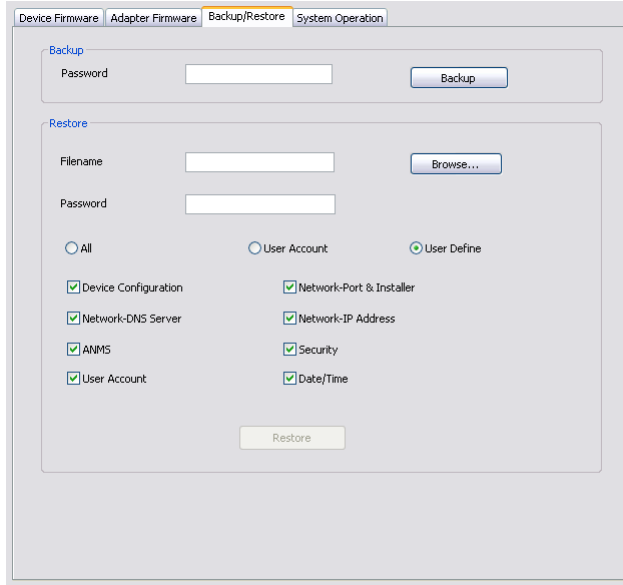 Device Firmware Adapter Firmware Backup/Restore System Operation
Backup
Password Backup
Restore
Filename Browse...
Password
All User Account User Define
Device Configuration Network-Port & Installer
Network-DNS Server Network-IP Address
ANMS Security
User Account Date/Time
Restore